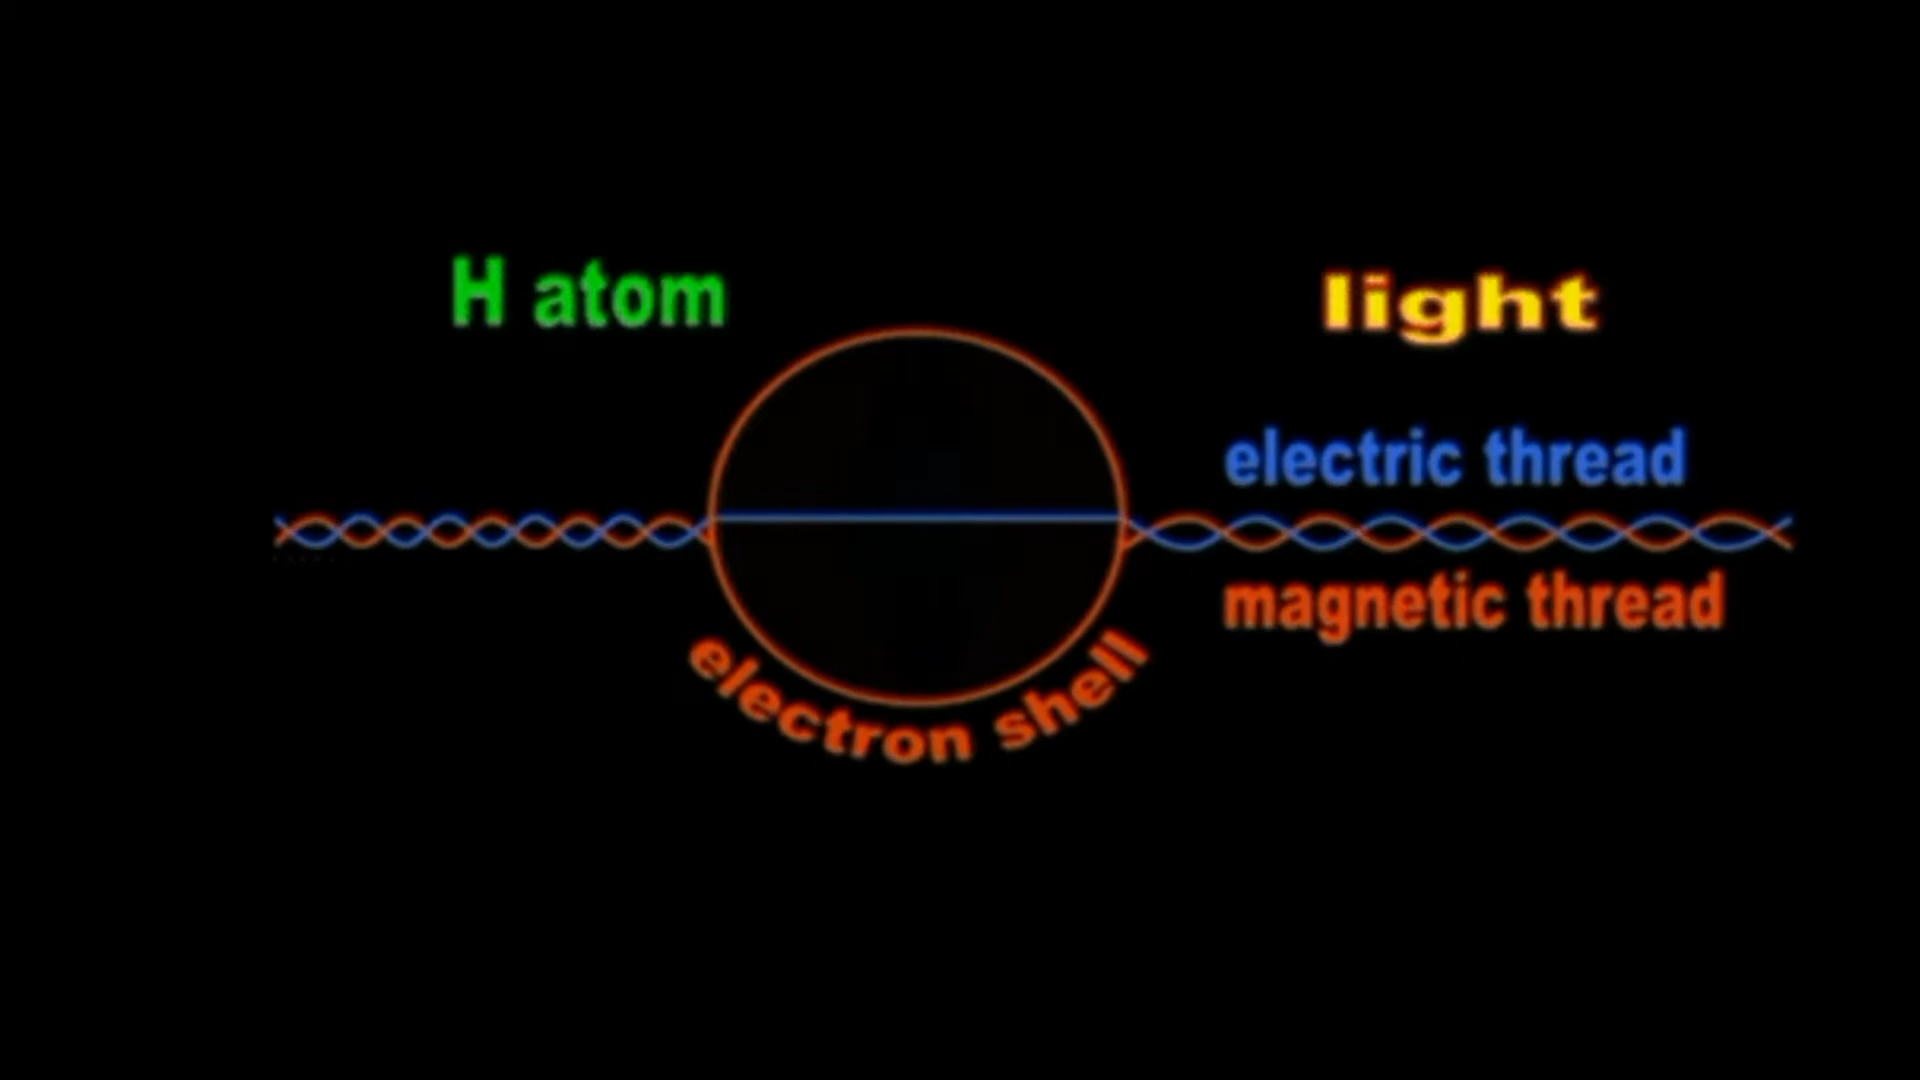 H atom
light
electric thread
magnetic thread
electron shell